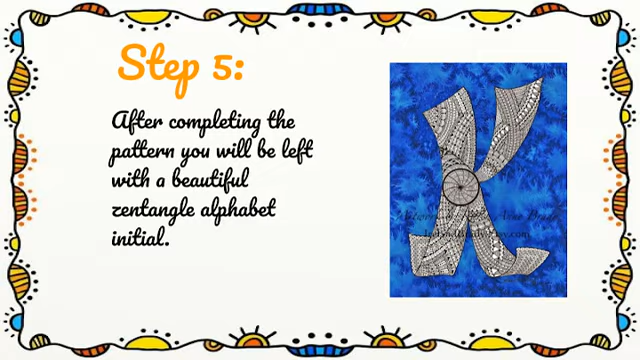 Step 5:
After completing the
pattern you will be left
with a beautiful
zentangle alphabet
initial.